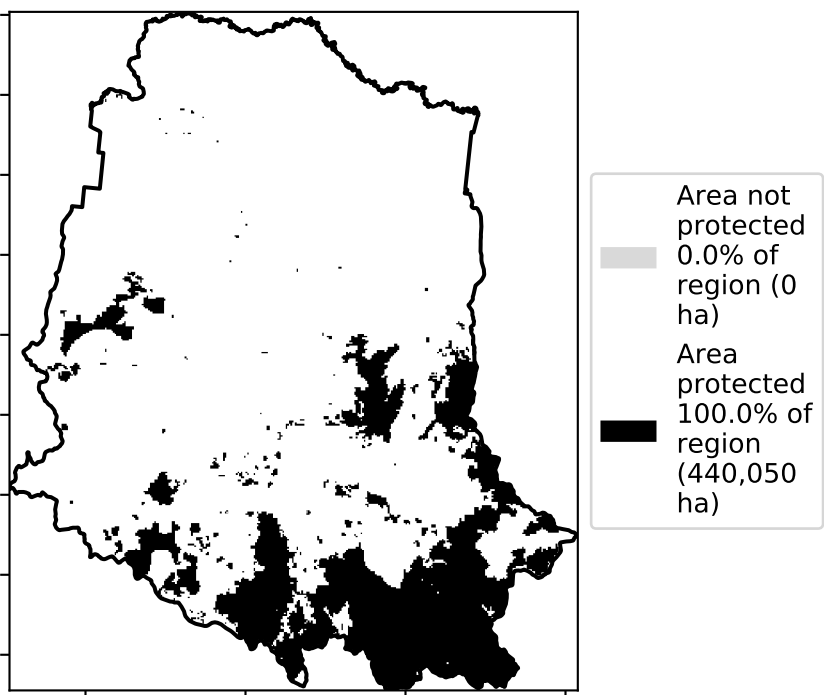 Area not
protected
0.0% of
region (0
ha)
Area
protected
100.0% of
region
(440,050
ha)